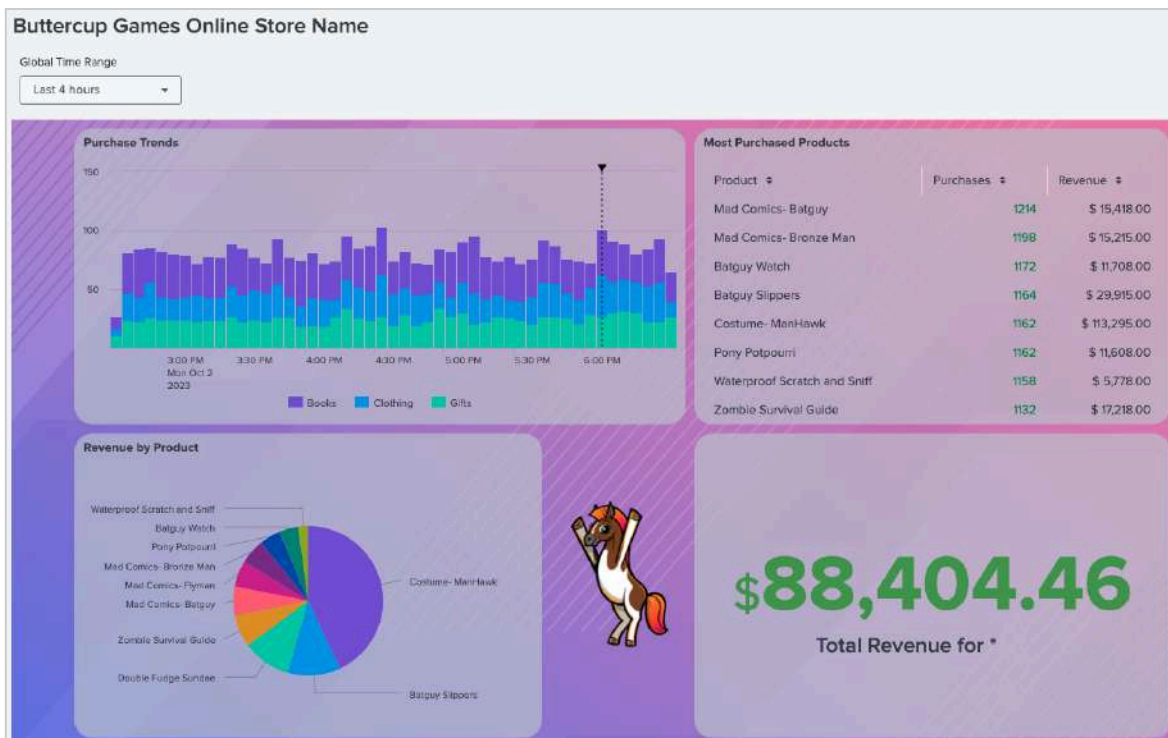 Buttercup Games Online Store Name
Global Time Range
Last 4 hours
Purchase Trends
150
100
50
3:00 PM
Mon Oct 2
2023
3:30 PM
4:00 PM
4:30 PM
5:00 PM
5:30 PM
6:00 PM
Books
Clothing
Gifts
Most Purchased Products
Product Purchases Revenue
Mad Comics- Batguy 1214 $ 15,418.00
Mad Comics- Bronze Man 1198 $ 15,215.00
Batguy Watch 1172 $ 11,708.00
Batguy Slippers 1164 $ 29,915.00
Costume- ManHawk 1162 $ 113,295.00
Pony Potpourri 1162 $ 11,608.00
Waterproof Scratch and Sniff 1158 $ 5,778.00
Zombie Survival Guide 1132 $ 17,218.00
Revenue by Product
Waterproof Scratch and Sniff
Batguy Watch
Pony Potpourri
Mad Comics- Bronze Man
Mad Comics- Flyman
Mad Comics- Batguy
Zombie Survival Guide
Double Fudge Sundae
Costume- ManHawk
Batguy Slippers
$88,404.46
Total Revenue for *